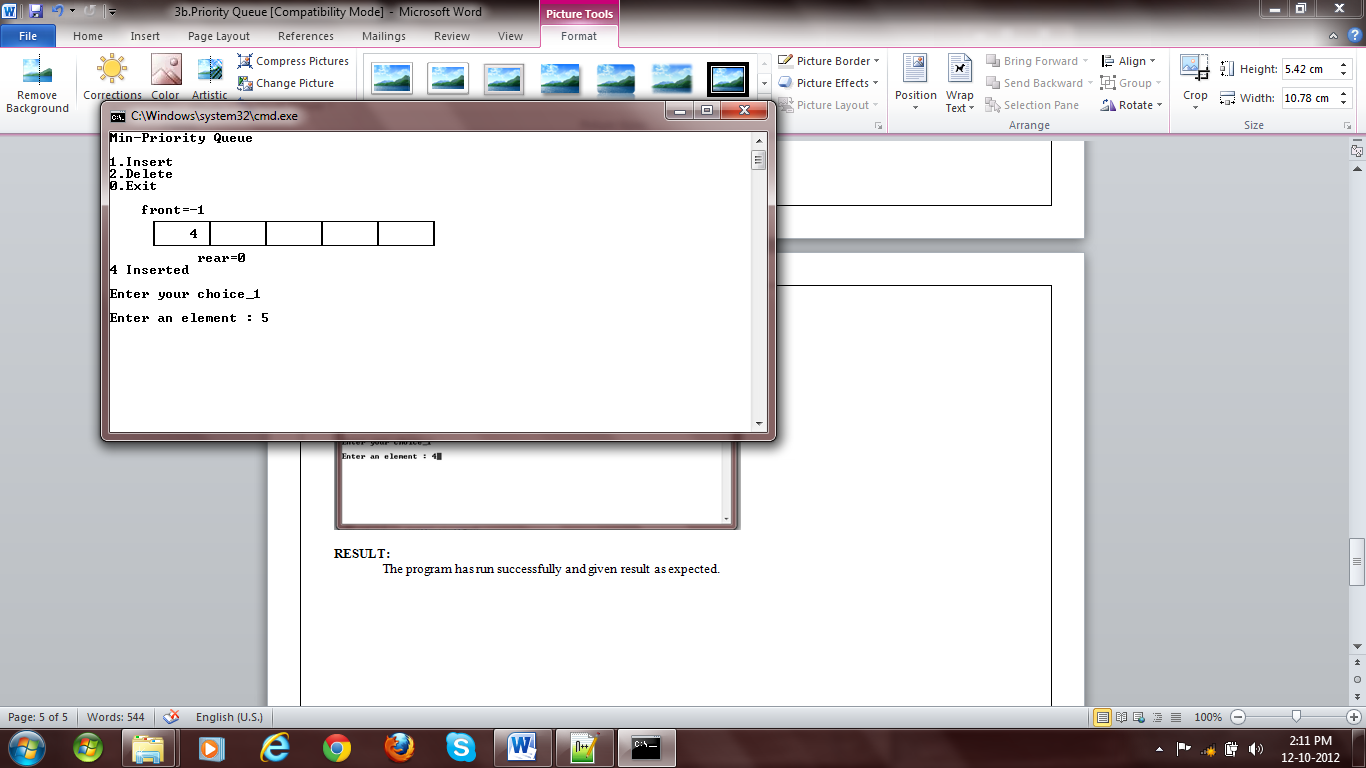 3b.Priority Queue [Compatibility Mode] - Microsoft Word
Picture Tools
File Home Insert Page Layout References Mailings Review View Format
Remove Background
Corrections
Color
Artistic
Compress Pictures
Change Picture
Picture Border
Picture Effects
Picture Layout
Position
Wrap Text
Bring Forward
Send Backward
Selection Pane
Align
Group
Rotate
Arrange
Crop
Height: 5.42 cm
Width: 10.78 cm
Size
C:\Windows\system32\cmd.exe
Min-Priority Queue
1.Insert
2.Delete
0.Exit
front=-1
4
rear=0
4 Inserted
Enter your choice_1
Enter an element : 5
Enter your choice_1
Enter an element : 4
RESULT:
The program has run successfully and given result as expected.
Page: 5 of 5 Words: 544 English (U.S.) 100%
2:11 PM
12-10-2012